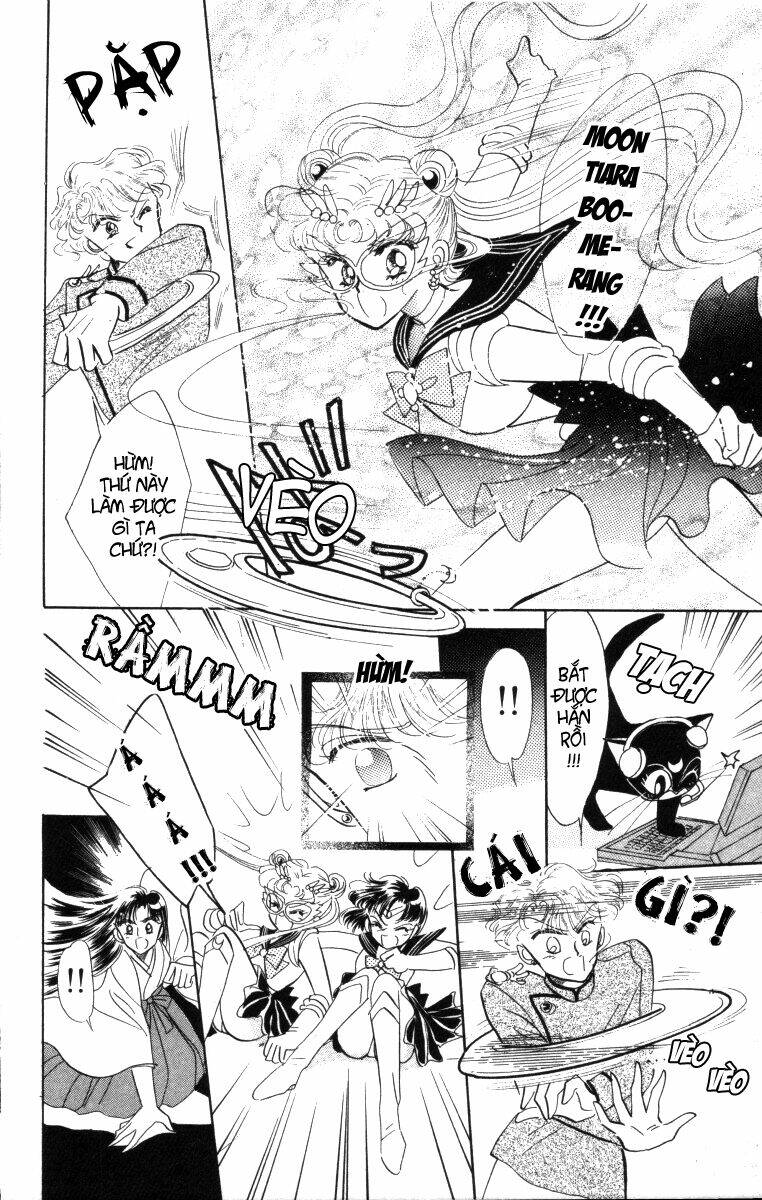 MOON
TIARA
BOO-
ME-
RANG
!!!
PẶP
HỪM!
THỨ NÀY
LÀM ĐƯỢC
GÌ TA
CHỨ?!
VÈO
TẠCH
BẮT
ĐƯỢC
HẮN
RỒI
!!!
!!
HỪM!
RẦMMM
Á
Á
Á
!!!!
CÁI
GÌ?!
VÈO
VÈO
!!